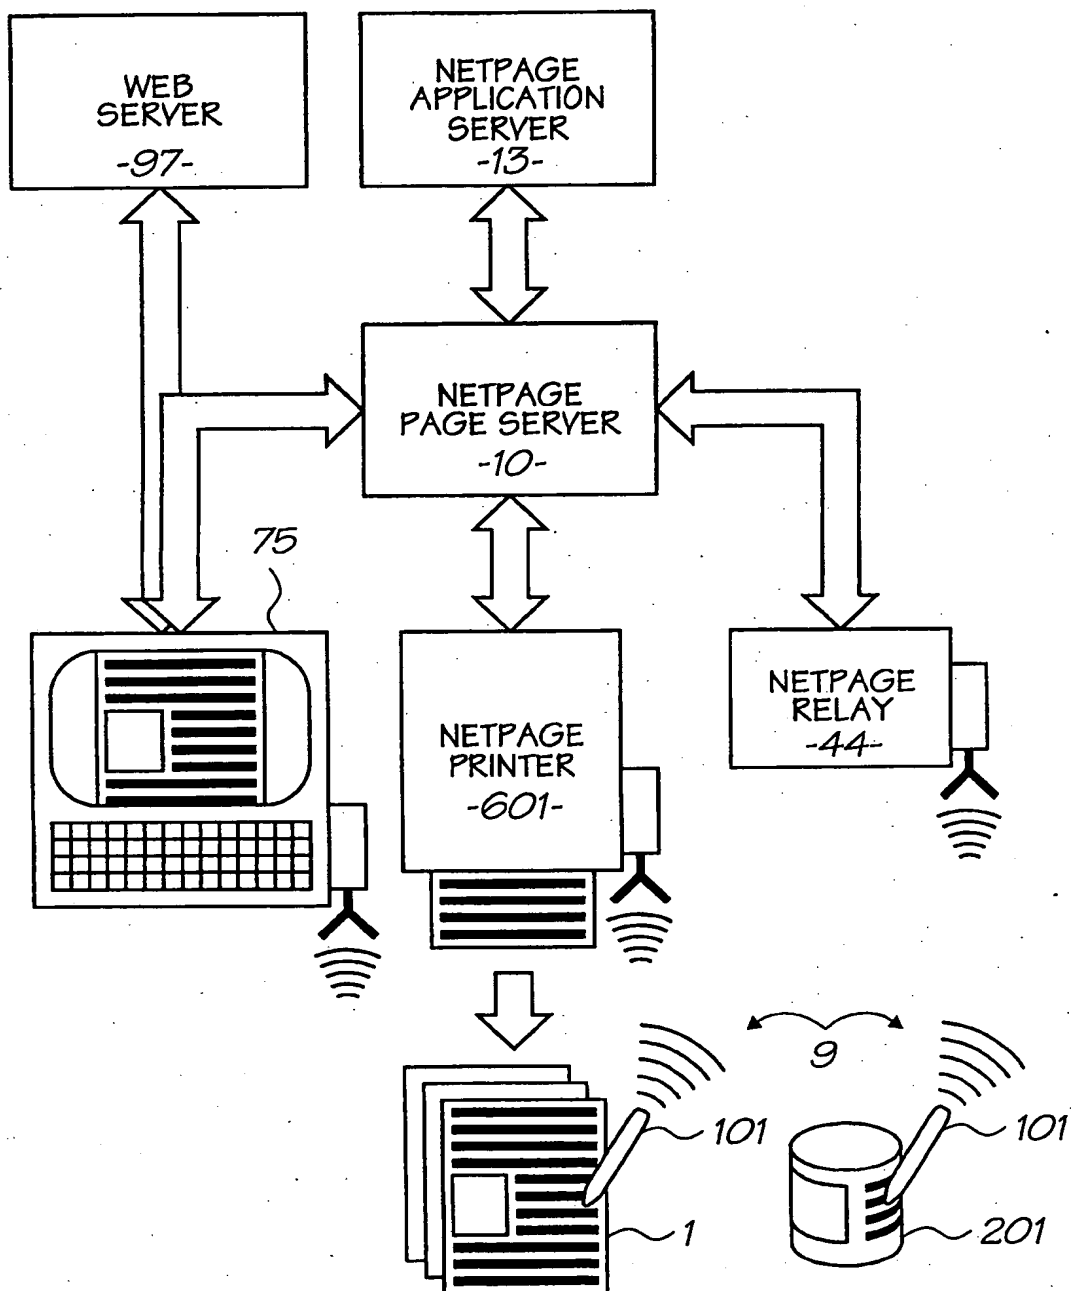 WEB
SERVER
-97-
NETPAGE
APPLICATION
SERVER
-13-
NETPAGE
PAGE SERVER
-10-
75
NETPAGE
PRINTER
-601-
NETPAGE
RELAY
-44-
9
101
101
1
201